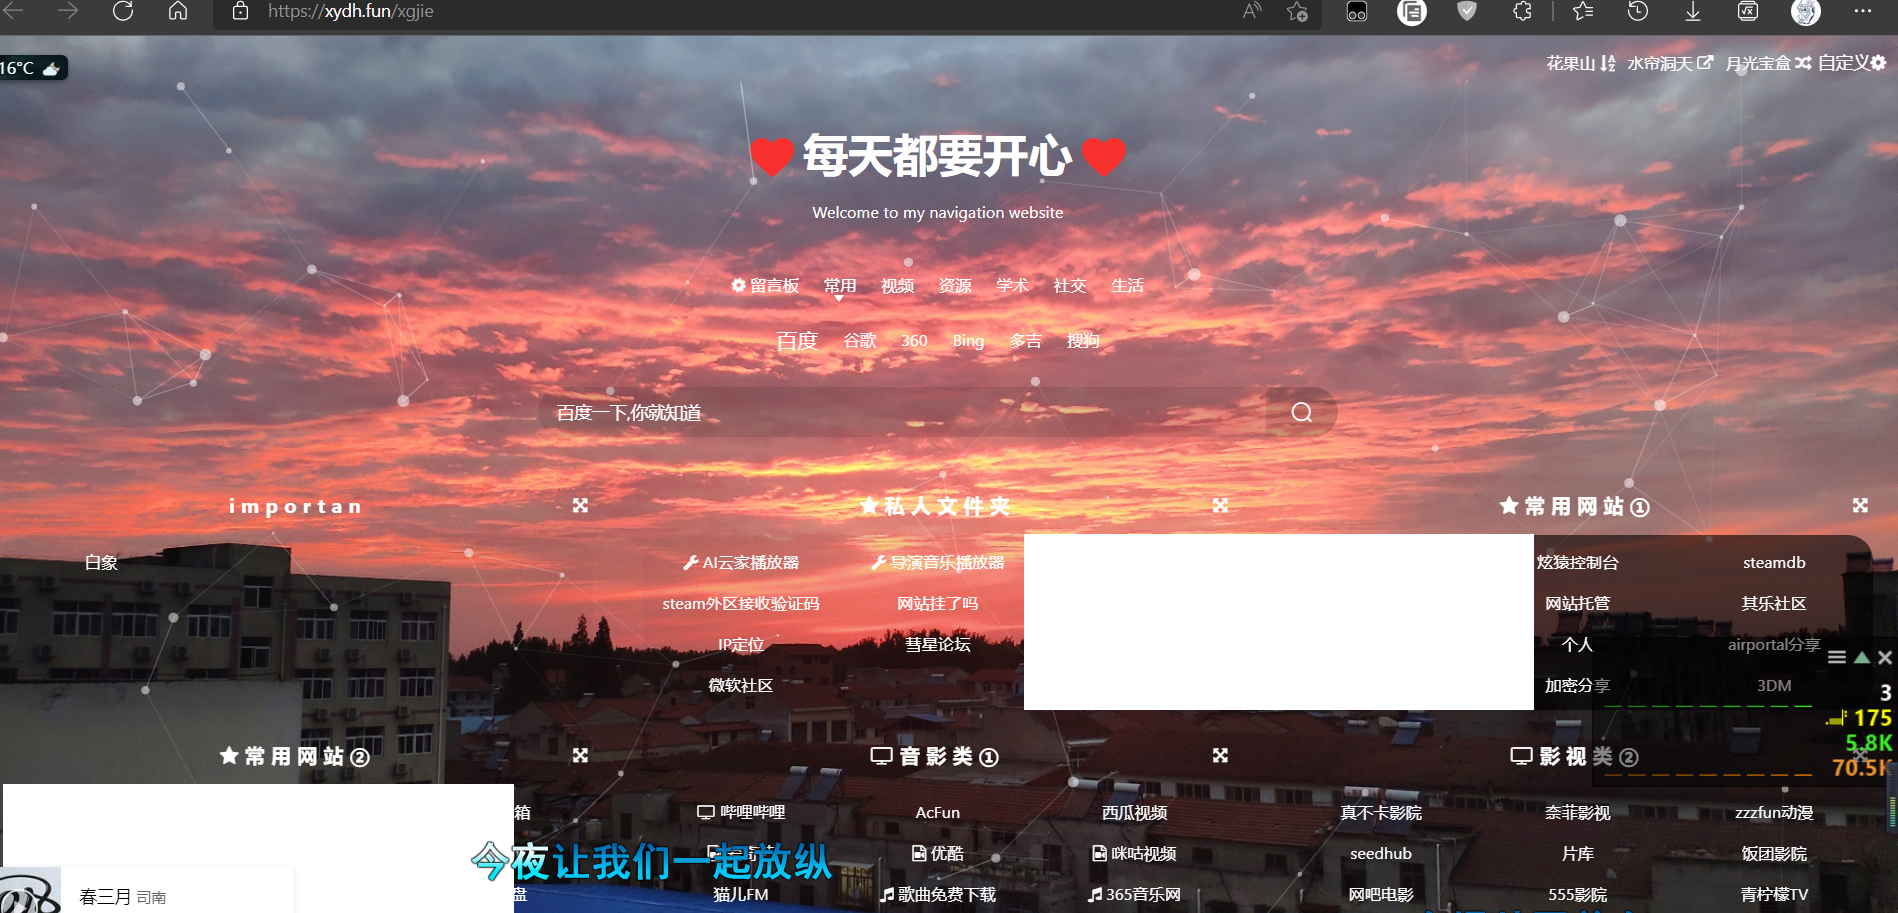 https://xydh.fun/xgjie
16°C
花果山 水帘洞天 月光宝盒 自定义
每天都要开心
Welcome to my navigation website
留言板 常用 视频 资源 学术 社交 生活
百度 谷歌 360 Bing 多吉 搜狗
百度一下,你就知道
importan
白象
私人文件夹
AI云家播放器 导演音乐播放器
steam外区接收验证码 网站挂了吗
IP定位 彗星论坛
微软社区
常用网站①
炫猿控制台 steamdb
网站托管 其乐社区
个人 airportal分享
加密分享 3DM
3
175
5.8K
70.5K
常用网站②
箱
盘
音影类①
哔哩哔哩 AcFun 西瓜视频
优酷 咪咕视频
猫儿FM 歌曲免费下载 365音乐网
影视类②
真不卡影院 奈菲影视 zzzfun动漫
seedhub 片库 饭团影院
网吧电影 555影院 青柠檬TV
今夜让我们一起放纵
春三月 司南